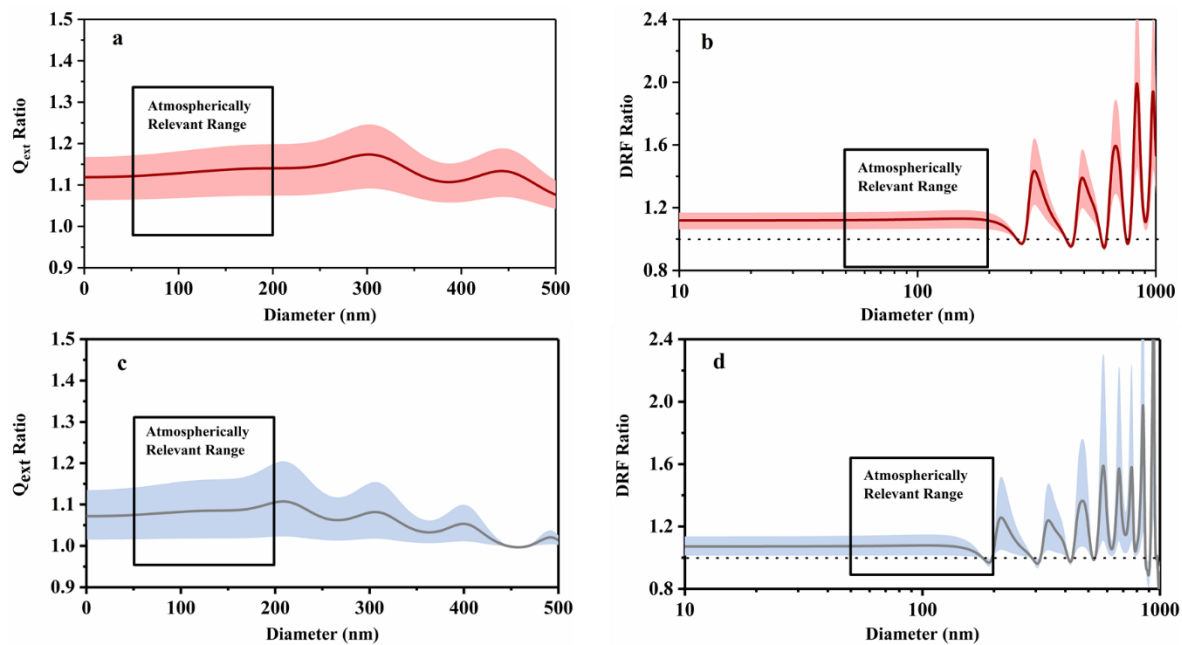 a
1.5
1.4
1.3
1.2
1.1
1.0
0.9
Qext Ratio
Atmospherically
Relevant Range
0
100
200
300
400
500
Diameter (nm)
b
2.4
2.0
1.6
1.2
0.8
DRF Ratio
Atmospherically
Relevant Range
10
100
1000
Diameter (nm)
c
1.5
1.4
1.3
1.2
1.1
1.0
0.9
Qext Ratio
Atmospherically
Relevant Range
0
100
200
300
400
500
Diameter (nm)
d
2.4
2.0
1.6
1.2
0.8
DRF Ratio
Atmospherically
Relevant Range
10
100
1000
Diameter (nm)